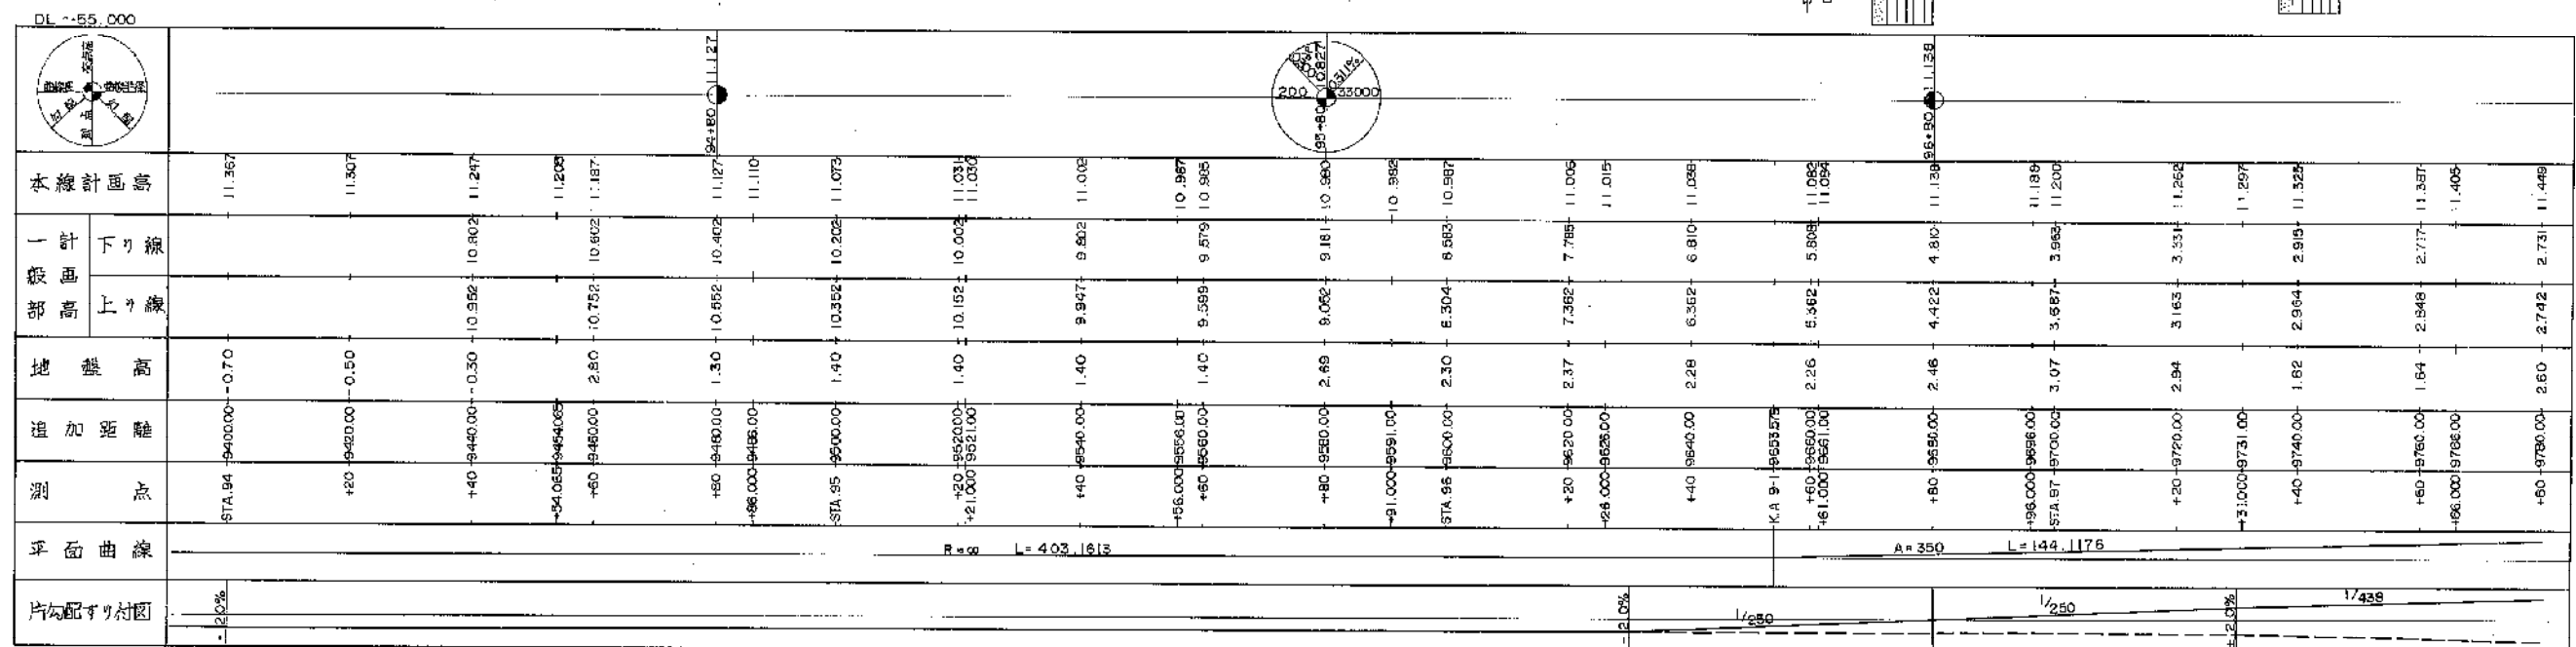 DL -55.000
変点施
勾配
測点
94+80 11.127
95+80 10.827
200
33000
0.311%
96+80 11.138
本線計画高 11.367 11.307 11.247 11.205 11.187 11.127 11.110 11.073 11.031 11.030 11.002 10.987 10.985 10.980 10.982 10.987 11.006 11.015 11.038 11.082 11.084 11.138 11.189 11.200 11.262 11.297 11.325 11.387 11.405 11.449
一般部計画高
下り線 10.802 10.602 10.402 10.202 10.002 9.802 9.579 9.181 8.583 7.785 6.810 5.808 4.810 3.963 3.331 2.915 2.737 2.731
上り線 10.952 10.752 10.552 10.352 10.152 9.947 9.599 9.052 8.304 7.362 6.362 5.362 4.422 3.687 3.163 2.964 2.848 2.742
地盤高 -0.70 -0.50 -0.30 2.80 1.30 1.40 1.40 1.40 1.40 2.69 2.30 2.37 2.28 2.26 2.46 3.07 2.94 1.82 1.64 2.60
追加距離 9400.00 9420.00 9440.00 9454.065 9460.00 9480.00 9486.00 9500.00 9520.00 9521.00 9540.00 9556.00 9560.00 9580.00 9591.00 9600.00 9620.00 9626.00 9640.00 9653.575 9660.00 9661.00 9680.00 9696.00 9700.00 9720.00 9731.00 9740.00 9760.00 9766.00 9780.00
測点 STA.94 +20 +40 +54.065 +60 +80 +86.000 STA.95 +20 +21.000 +40 +56.000 +60 +80 +91.000 STA.96 +20 +26.000 +40 K.A 9-1 +60 +61.000 +80 +96.000 STA.97 +20 +31.000 +40 +60 +66.000 +80
平面曲線 R=∞ L=403.1613 A=350 L=144.1176
片勾配すり付図 -2.0% -2.0% 1/250 1/250 2.0% 1/438